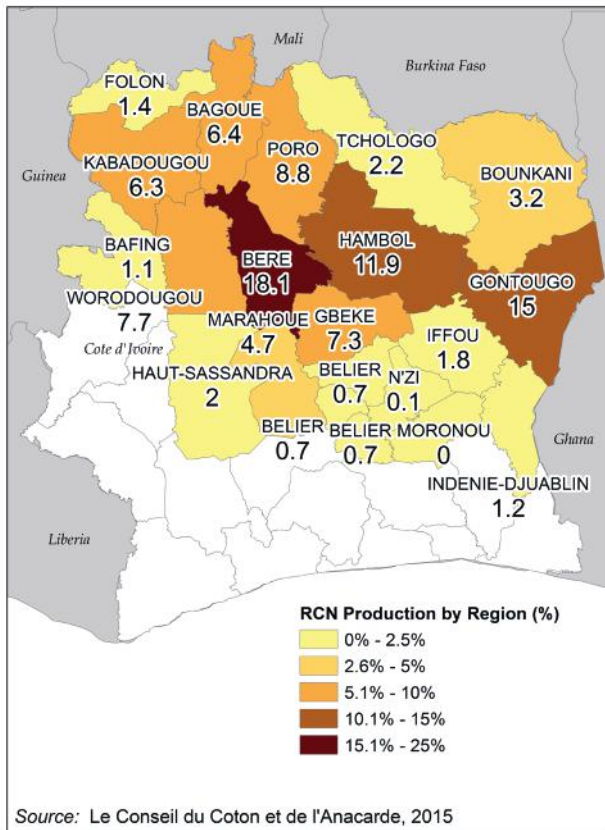 Mali
Burkina Faso
FOLON
1.4
BAGOUE
6.4
TCHOLOGO
2.2
PORO
8.8
KABADOUGOU
6.3
BOUNKANI
3.2
Guinea
BAFING
1.1
BERE
18.1
HAMBOL
11.9
GONTOUGO
15
WORODOUGOU
7.7
MARAHOUE
4.7
GBEKE
7.3
IFFOU
1.8
Cote d'Ivoire
HAUT-SASSANDRA
2
BELIER
0.7
N'ZI
0.1
BELIER
0.7
BELIER
0.7
MORONOU
0
Ghana
INDENIE-DJUABLIN
1.2
Liberia
RCN Production by Region (%)
0% - 2.5%
2.6% - 5%
5.1% - 10%
10.1% - 15%
15.1% - 25%
Source: Le Conseil du Coton et de l'Anacarde, 2015